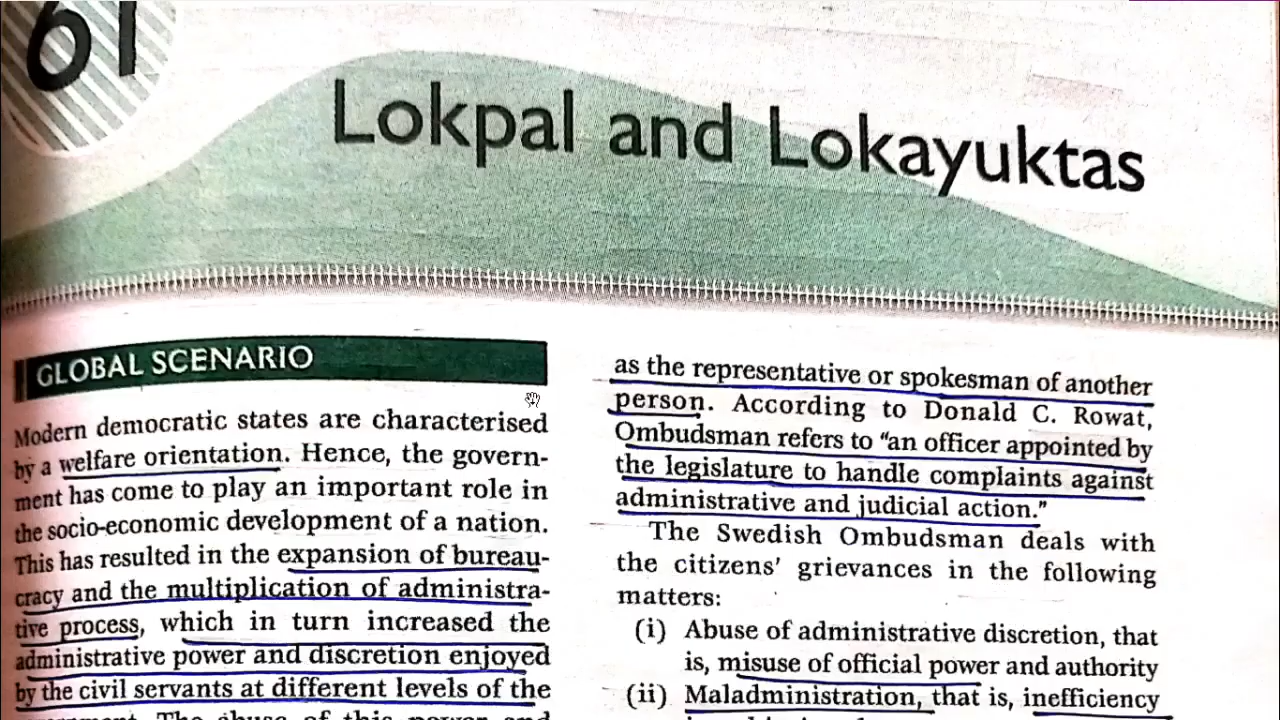 61
Lokpal and Lokayuktas
GLOBAL SCENARIO
Modern democratic states are characterised
by a welfare orientation. Hence, the govern-
ment has come to play an important role in
the socio-economic development of a nation.
This has resulted in the expansion of bureau-
cracy and the multiplication of administra-
tive process, which in turn increased the
administrative power and discretion enjoyed
by the civil servants at different levels of the
The abuse of this power and
as the representative or spokesman of another
person. According to Donald C. Rowat,
Ombudsman refers to “an officer appointed by
the legislature to handle complaints against
administrative and judicial action.”
The Swedish Ombudsman deals with
the citizens’ grievances in the following
matters:
(i) Abuse of administrative discretion, that
is, misuse of official power and authority
(ii) Maladministration, that is, inefficiency